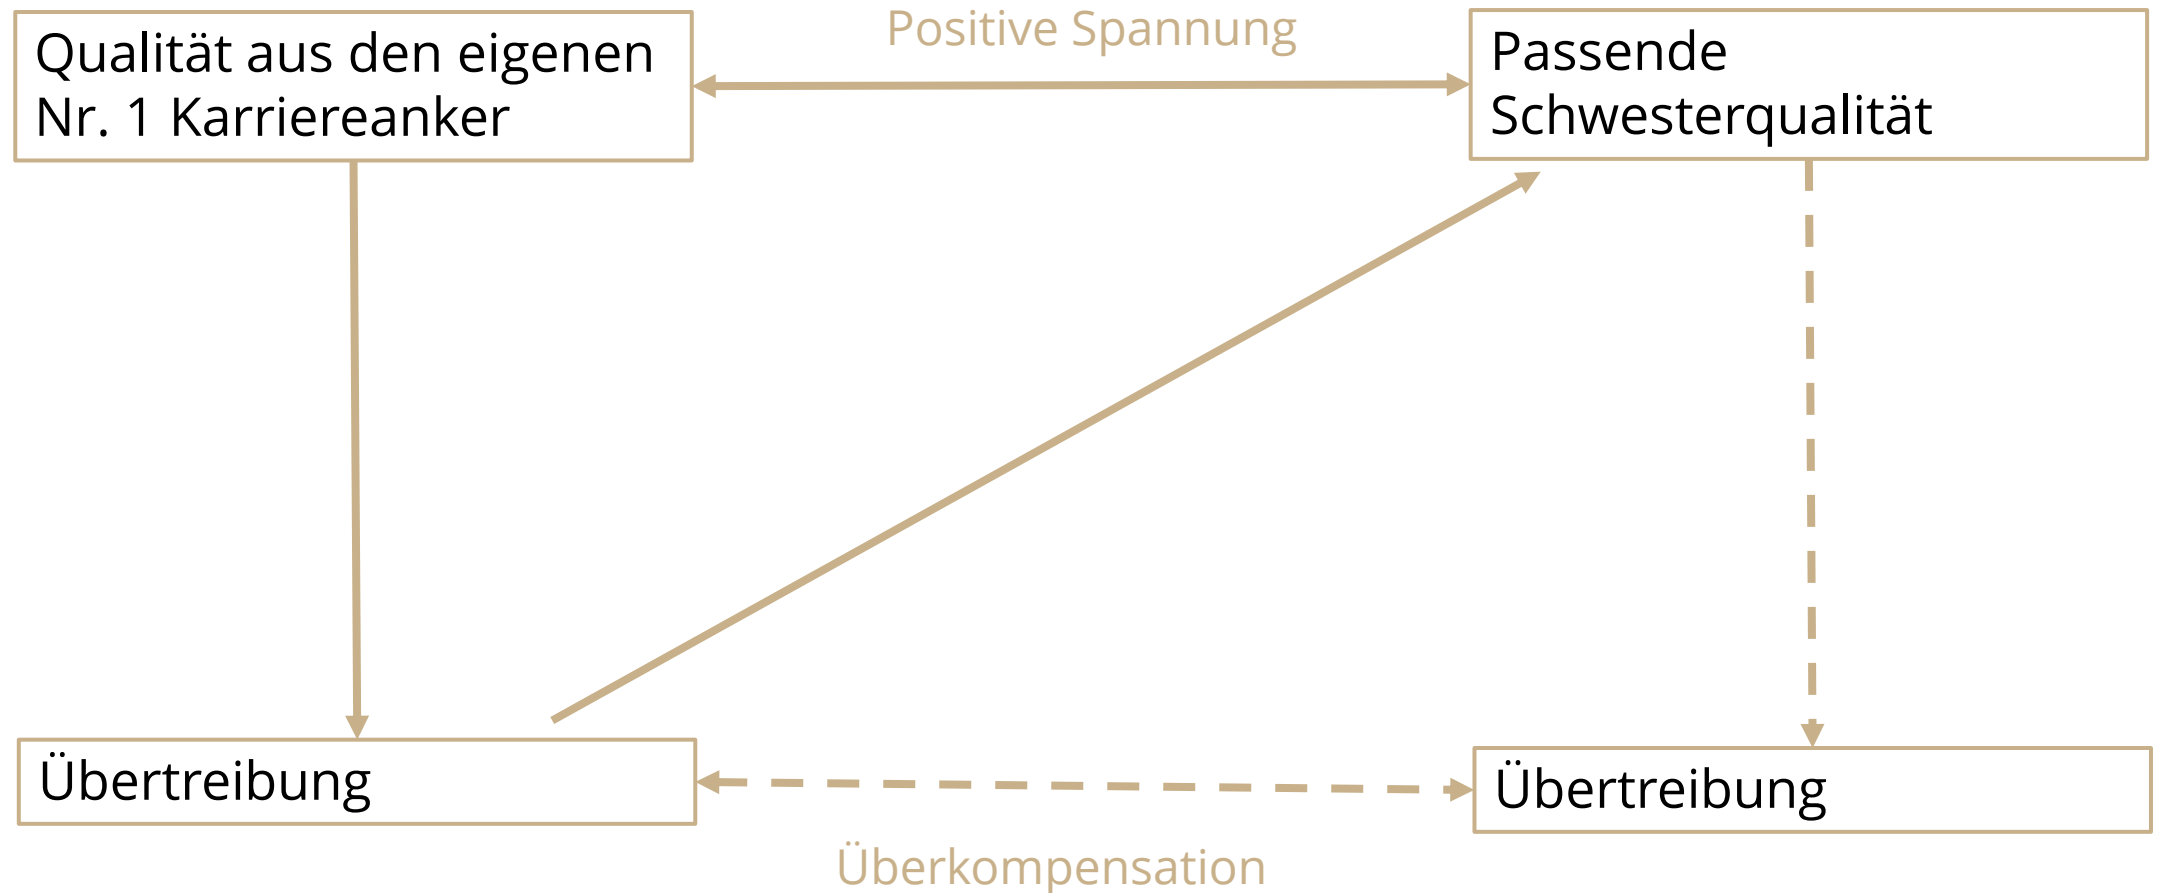 Positive Spannung
Qualität aus den eigenen
Nr. 1 Karriereanker
Passende
Schwesterqualität
Übertreibung
Übertreibung
Überkompensation